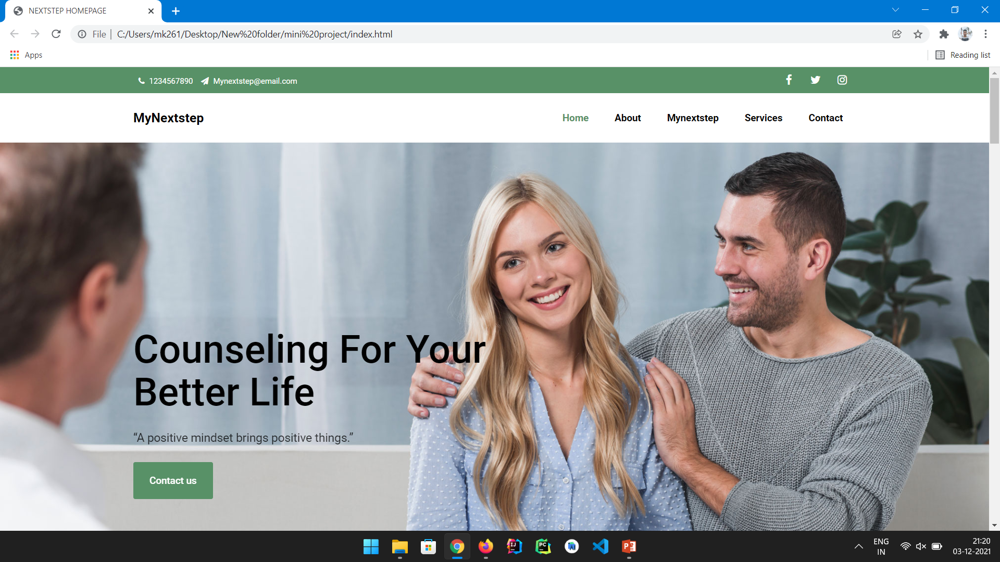 NEXTSTEP HOMEPAGE
File | C:/Users/mk261/Desktop/New%20folder/mini%20project/index.html
Apps
Reading list
1234567890 Mynextstep@email.com
MyNextstep
Home About Mynextstep Services Contact
Counseling For Your
Better Life
“A positive mindset brings positive things.”
Contact us
ENG
IN
21:20
03-12-2021